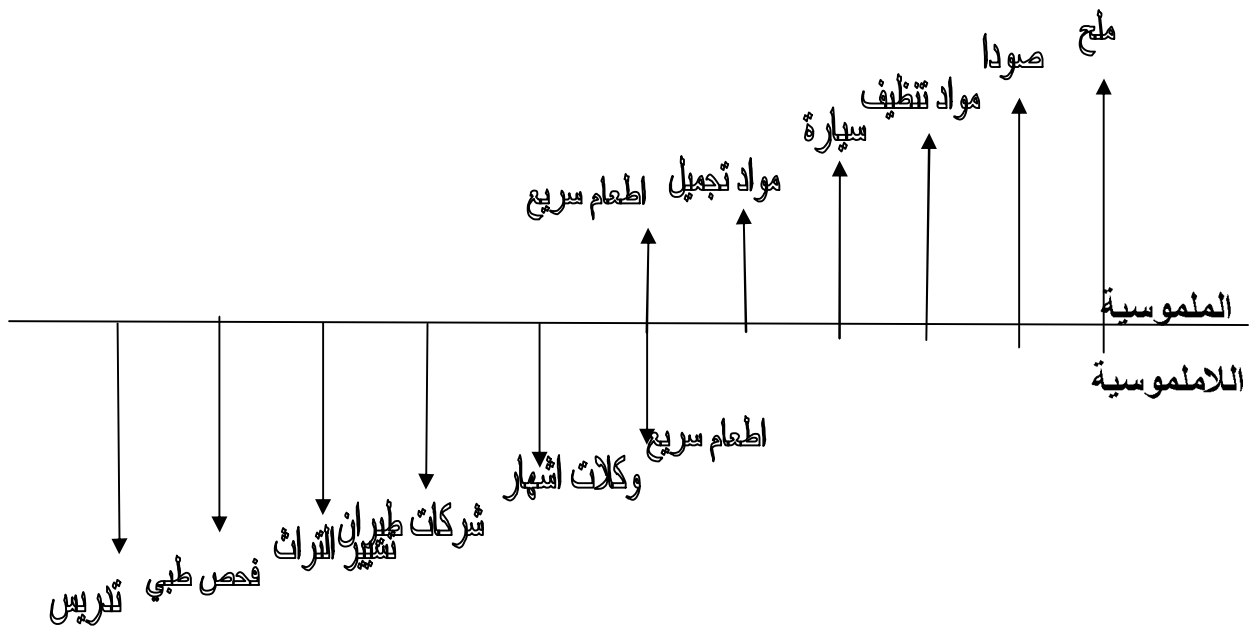 ملح
صودا
مواد تنظيف
سيارة
مواد تجميل
اطعام سريع
الملموسية
اللاملموسية
اطعام سريع
وكلات اشهار
شركات طيران
تسيير التراث
فحص طبي
تدريس